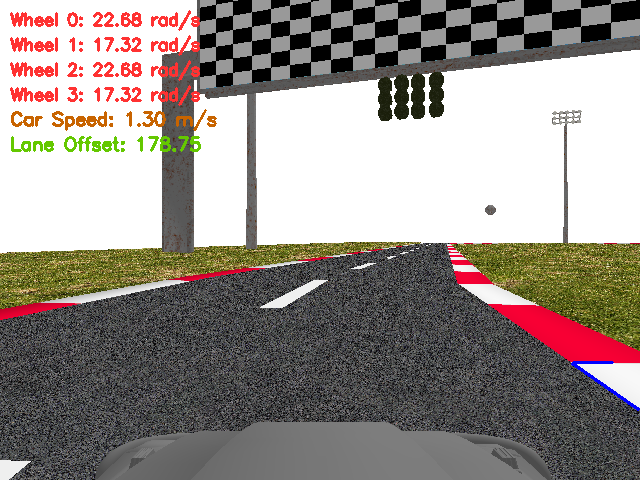 Wheel 0: 22.68 rad/s
Wheel 1: 17.32 rad/s
Wheel 2: 22.68 rad/s
Wheel 3: 17.32 rad/s
Car Speed: 1.30 m/s
Lane Offset: 178.75